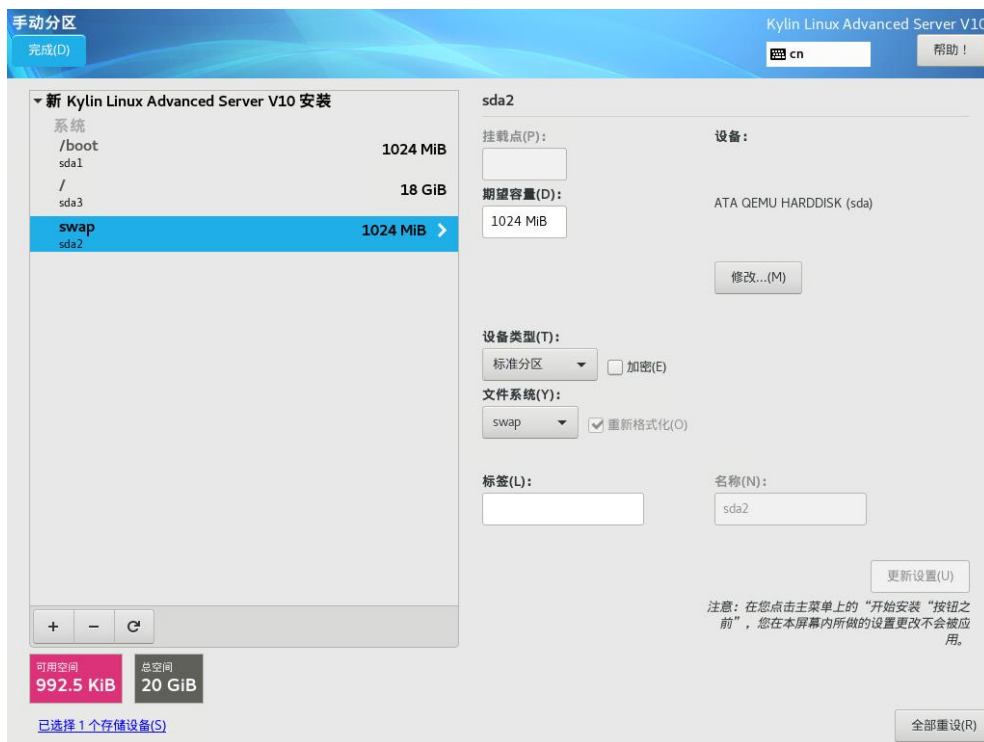 手动分区
Kylin Linux Advanced Server V10
完成(D)
cn
帮助！
新 Kylin Linux Advanced Server V10 安装
系统
/boot
1024 MiB
sda1
/
18 GiB
sda3
swap
1024 MiB
sda2
+ −
可用空间
992.5 KiB
总空间
20 GiB
已选择 1 个存储设备(S)
sda2
挂载点(P)：
设备：
期望容量(D)：
1024 MiB
ATA QEMU HARDDISK (sda)
修改...(M)
设备类型(T)：
标准分区
加密(E)
文件系统(Y)：
swap
重新格式化(O)
标签(L)：
名称(N)：
sda2
更新设置(U)
注意：在您点击主菜单上的“开始安装“按钮之
前”，您在本屏幕内所做的设置更改不会被应
用。
全部重设(R)